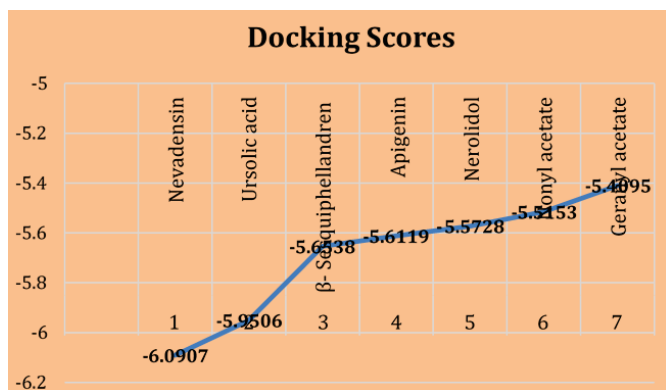 Docking Scores
-5
-5.2
-5.4
-5.6
-5.8
-6
-6.2
Nevadensin
Ursolic acid
β- Sesquiphellandren
Apigenin
Nerolidol
acetate
Geranyl acetate
1
2
3
4
5
6
7
-6.0907
-5.9506
-5.6538
-5.6119
-5.5728
-5.5153
-5.4095